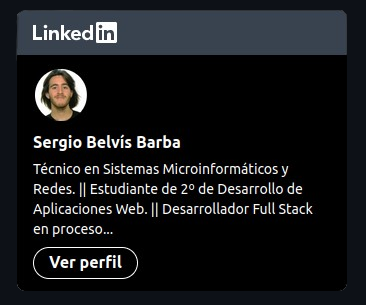 Linkedin
Sergio Belvís Barba
Técnico en Sistemas Microinformáticos y
Redes. || Estudiante de 2º de Desarrollo de
Aplicaciones Web. || Desarrollador Full Stack
en proceso...
Ver perfil